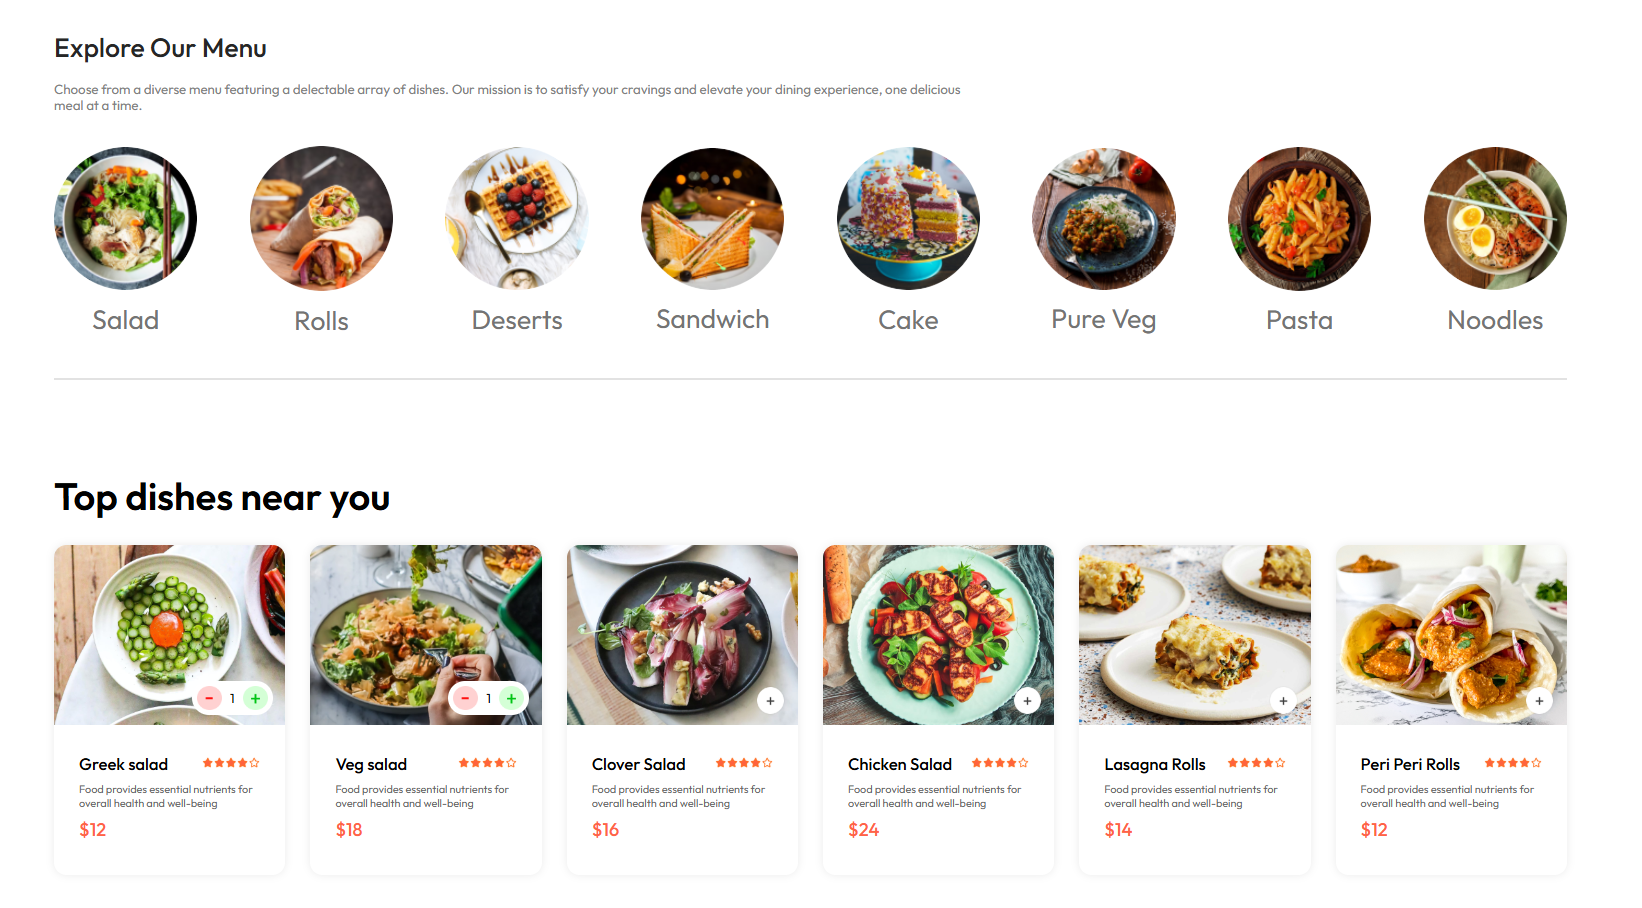 Explore Our Menu
Choose from a diverse menu featuring a delectable array of dishes. Our mission is to satisfy your cravings and elevate your dining experience, one delicious
meal at a time.
Salad
Rolls
Deserts
Sandwich
Cake
Pure Veg
Pasta
Noodles
Top dishes near you
- 1 +
- 1 +
+
+
+
+
Greek salad
Food provides essential nutrients for
overall health and well-being
$12
Veg salad
Food provides essential nutrients for
overall health and well-being
$18
Clover Salad
Food provides essential nutrients for
overall health and well-being
$16
Chicken Salad
Food provides essential nutrients for
overall health and well-being
$24
Lasagna Rolls
Food provides essential nutrients for
overall health and well-being
$14
Peri Peri Rolls
Food provides essential nutrients for
overall health and well-being
$12